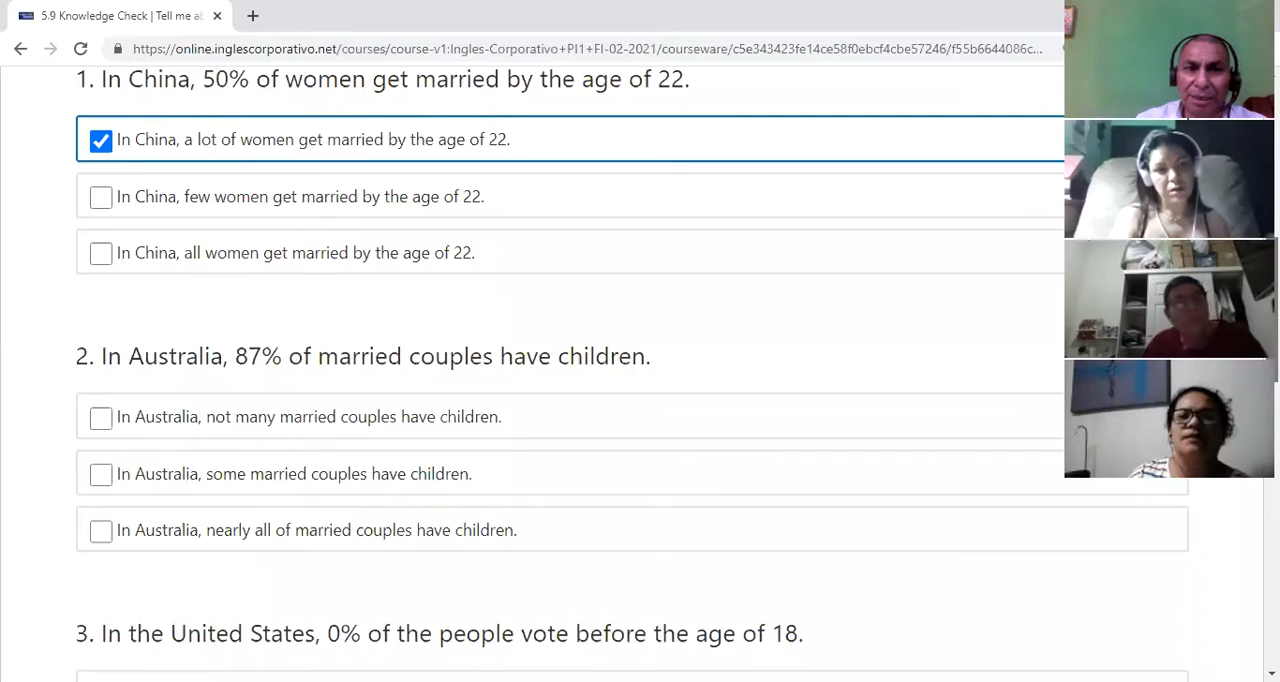 5.9 Knowledge Check | Tell me a
https://online.inglescorporativo.net/courses/course-v1:Ingles-Corporativo+PI1+FI-02-2021/courseware/c5e343423fe14ce58f0ebcf4cbe57246/f55b6644086c...
1. In China, 50% of women get married by the age of 22.
In China, a lot of women get married by the age of 22.
In China, few women get married by the age of 22.
In China, all women get married by the age of 22.
2. In Australia, 87% of married couples have children.
In Australia, not many married couples have children.
In Australia, some married couples have children.
In Australia, nearly all of married couples have children.
3. In the United States, 0% of the people vote before the age of 18.